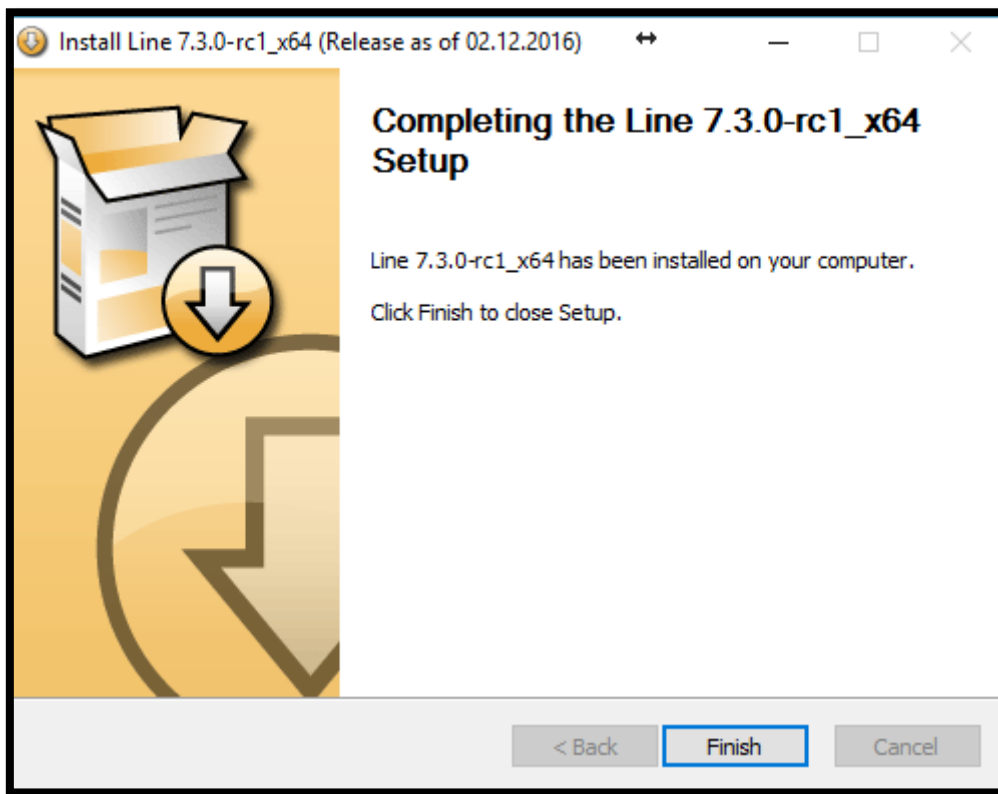 Install Line 7.3.0-rc1_x64 (Release as of 02.12.2016)
Completing the Line 7.3.0-rc1_x64
Setup
Line 7.3.0-rc1_x64 has been installed on your computer.
Click Finish to close Setup.
< Back
Finish
Cancel